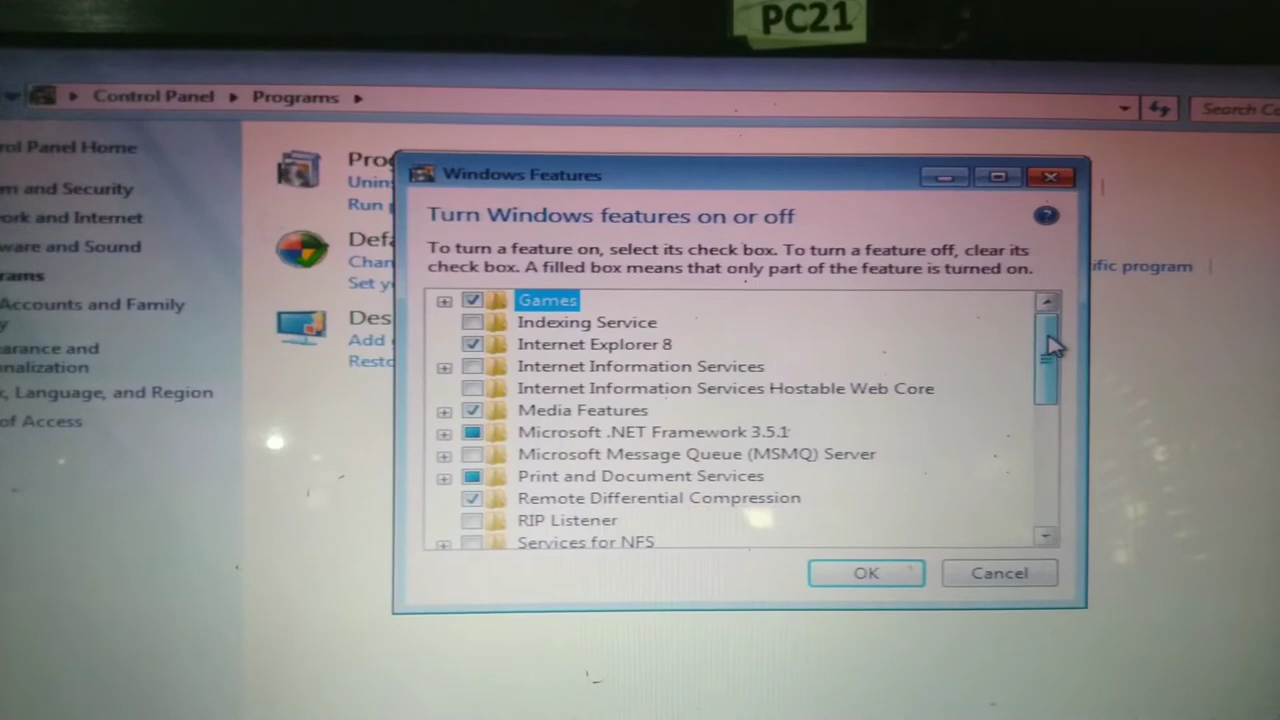 PC21
Control Panel
Programs
Search Co
rol Panel Home
m and Security
ork and Internet
ware and Sound
rams
Accounts and Family
y
arance and
nalization
, Language, and Region
of Access
Pro
Unins
Run
Defa
Chan
Set y
Des
Add
Resto
ific program
Windows Features
Turn Windows features on or off
To turn a feature on, select its check box. To turn a feature off, clear its
check box. A filled box means that only part of the feature is turned on.
Games
Indexing Service
Internet Explorer 8
Internet Information Services
Internet Information Services Hostable Web Core
Media Features
Microsoft .NET Framework 3.5.1
Microsoft Message Queue (MSMQ) Server
Print and Document Services
Remote Differential Compression
RIP Listener
Services for NFS
OK
Cancel